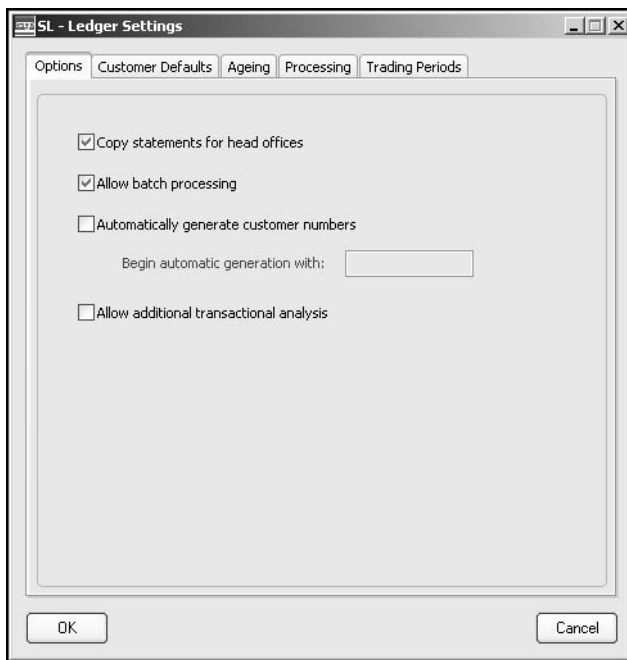 SL - Ledger Settings
Options Customer Defaults Ageing Processing Trading Periods
Copy statements for head offices
Allow batch processing
Automatically generate customer numbers
Begin automatic generation with:
Allow additional transactional analysis
OK Cancel